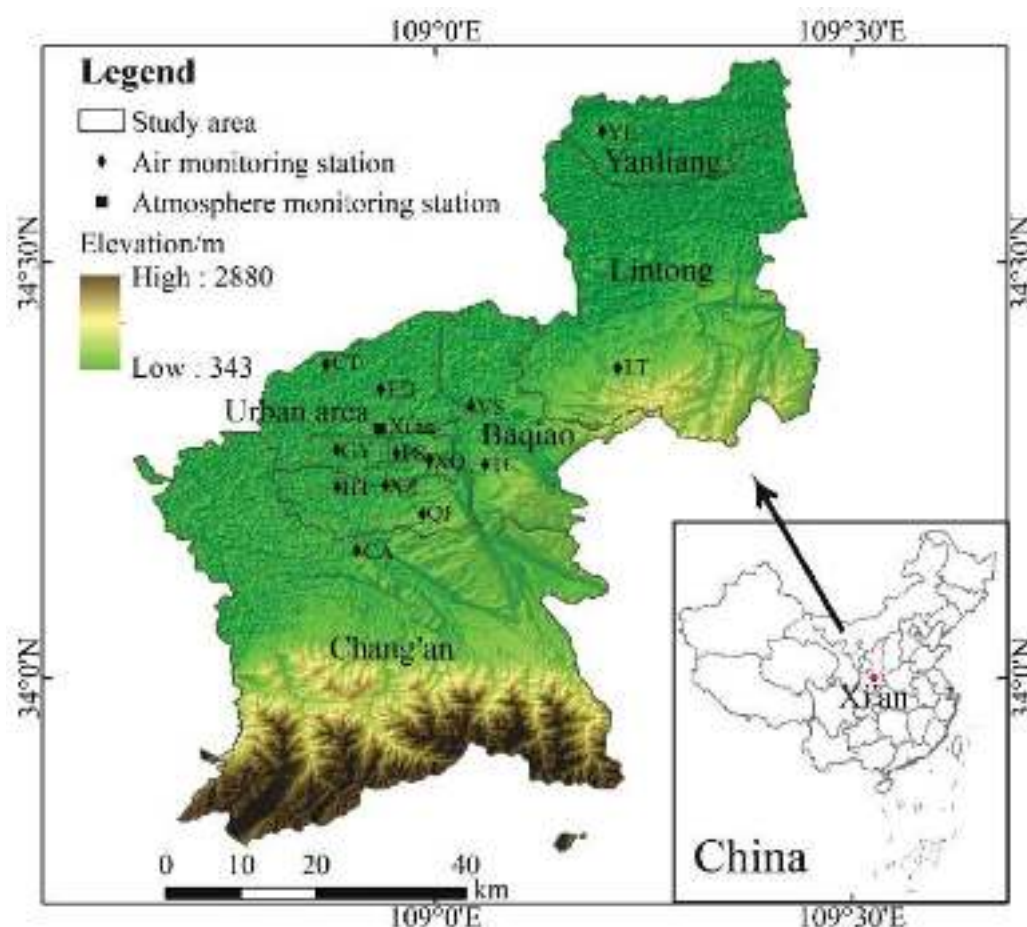 109°0'E
109°30'E
Legend
Study area
Air monitoring station
Atmosphere monitoring station
Elevation/m
High : 2880
Low : 343
34°30'N
34°30'N
34°0'N
34°0'N
YL
Yanliang
Lintong
LT
CT
Urban area
Xi'an
Baqiao
XZ
QJ
CA
Chang'an
Xi'an
China
0
10
20
40
km
109°0'E
109°30'E